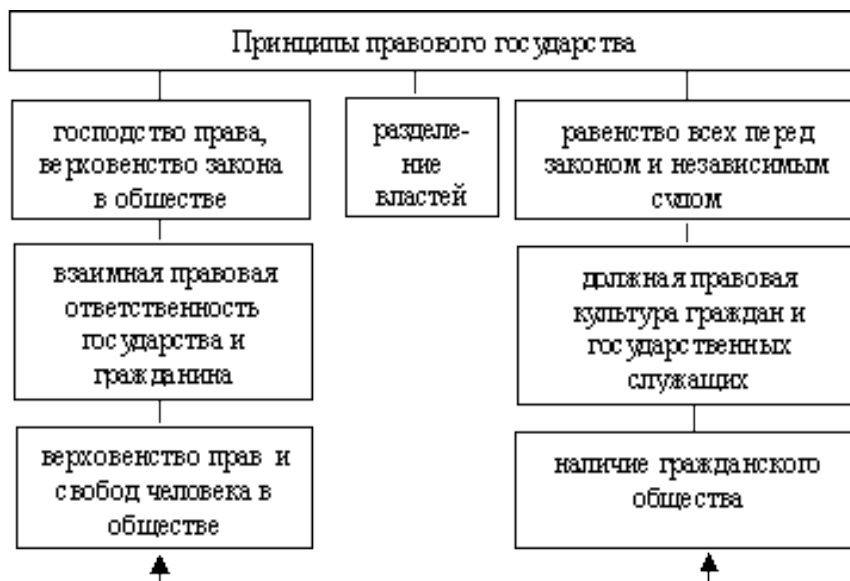 Принципы правового государства
господство права,
верховенство закона
в обществе
разделе-
ние
властей
равенство всех перед
законом и независимым
судом
взаимная правовая
ответственность
государства и
гражданина
должная правовая
культура граждан и
государственных
служащих
верховенство прав и
свобод человека в
обществе
наличие гражданского
общества